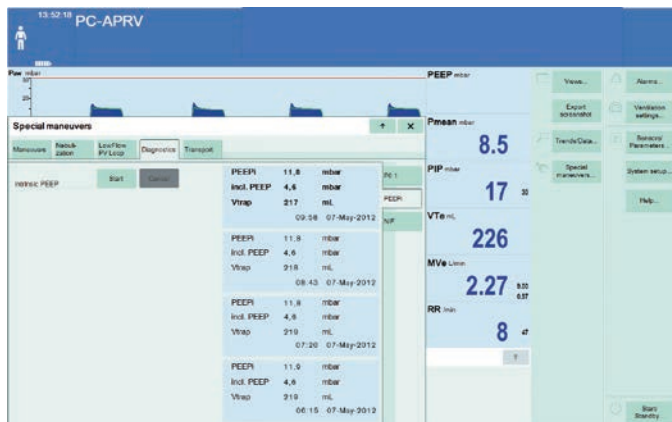 13:52:18 PC-APRV
Paw mbar
PEEP mbar
Pmean mbar
8.5
PIP mbar
17
VTe mL
226
MVe L/min
2.27
RR /min
8
Special maneuvers
Maneuvers
Nebuli-
zation
Low Flow
PV Loop
Diagnostics
Transport
Intrinsic PEEP
Start
Cancel
P0.1
PEEPi
NIF
PEEPi 11,8 mbar
incl. PEEP 4,6 mbar
Vtrap 217 mL
09:58 07-May-2012
PEEPi 11,8 mbar
incl. PEEP 4,6 mbar
Vtrap 218 mL
08:43 07-May-2012
PEEPi 11,8 mbar
incl. PEEP 4,6 mbar
Vtrap 219 mL
07:20 07-May-2012
PEEPi 11,9 mbar
incl. PEEP 4,6 mbar
Vtrap 219 mL
06:15 07-May-2012
Views...
Export
screenshot
Trends/Data...
Special
maneuvers...
Alarms...
Ventilation
settings...
Sensors/
Parameters...
System setup...
Help...
Start/
Standby...